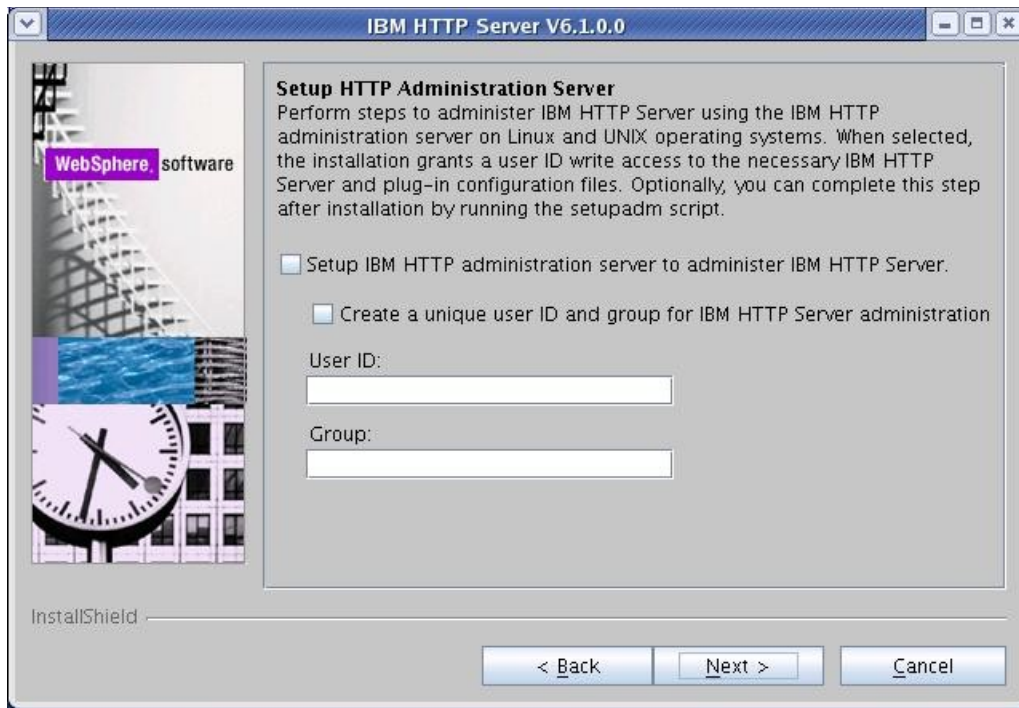 IBM HTTP Server V6.1.0.0
WebSphere. software
Setup HTTP Administration Server
Perform steps to administer IBM HTTP Server using the IBM HTTP
administration server on Linux and UNIX operating systems. When selected,
the installation grants a user ID write access to the necessary IBM HTTP
Server and plug-in configuration files. Optionally, you can complete this step
after installation by running the setupadm script.
Setup IBM HTTP administration server to administer IBM HTTP Server.
Create a unique user ID and group for IBM HTTP Server administration
User ID:
Group:
InstallShield
< Back
Next >
Cancel